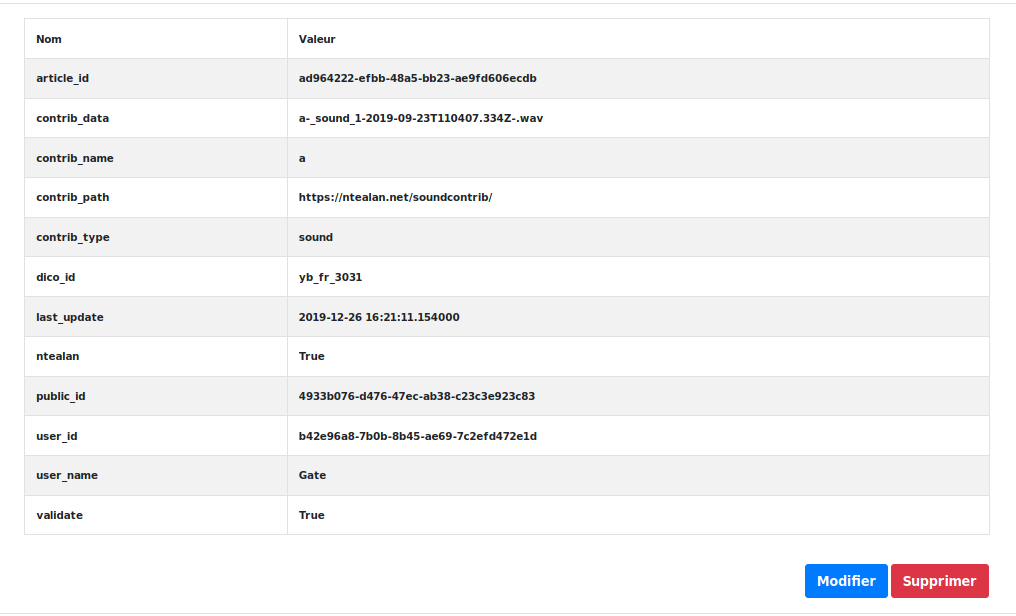 Nom Valeur
article_id ad964222-efbb-48a5-bb23-ae9fd606ecdb
contrib_data a-_sound_1-2019-09-23T110407.334Z-.wav
contrib_name a
contrib_path https://ntealan.net/soundcontrib/
contrib_type sound
dico_id yb_fr_3031
last_update 2019-12-26 16:21:11.154000
ntealan True
public_id 4933b076-d476-47ec-ab38-c23c3e923c83
user_id b42e96a8-7b0b-8b45-ae69-7c2efd472e1d
user_name Gate
validate True
Modifier Supprimer